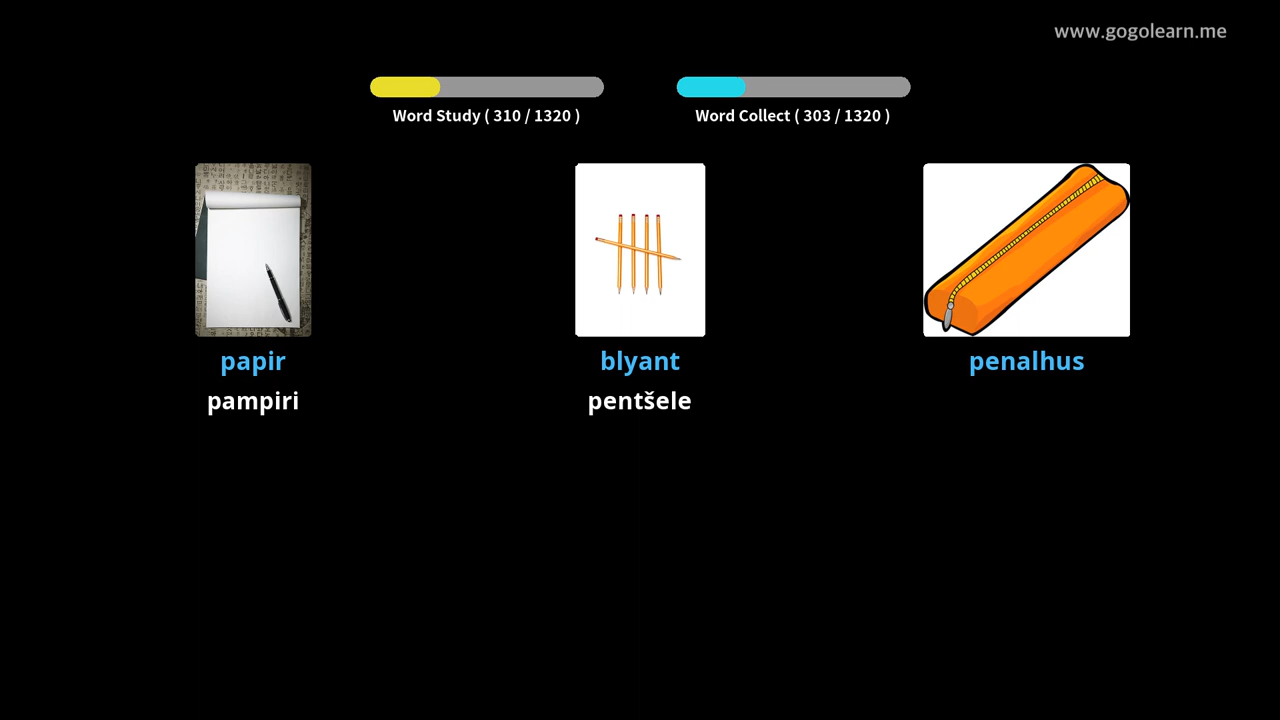 www.gogolearn.me
Word Study ( 310 / 1320 )
Word Collect ( 303 / 1320 )
papir
blyant
penalhus
pampiri
pentšele